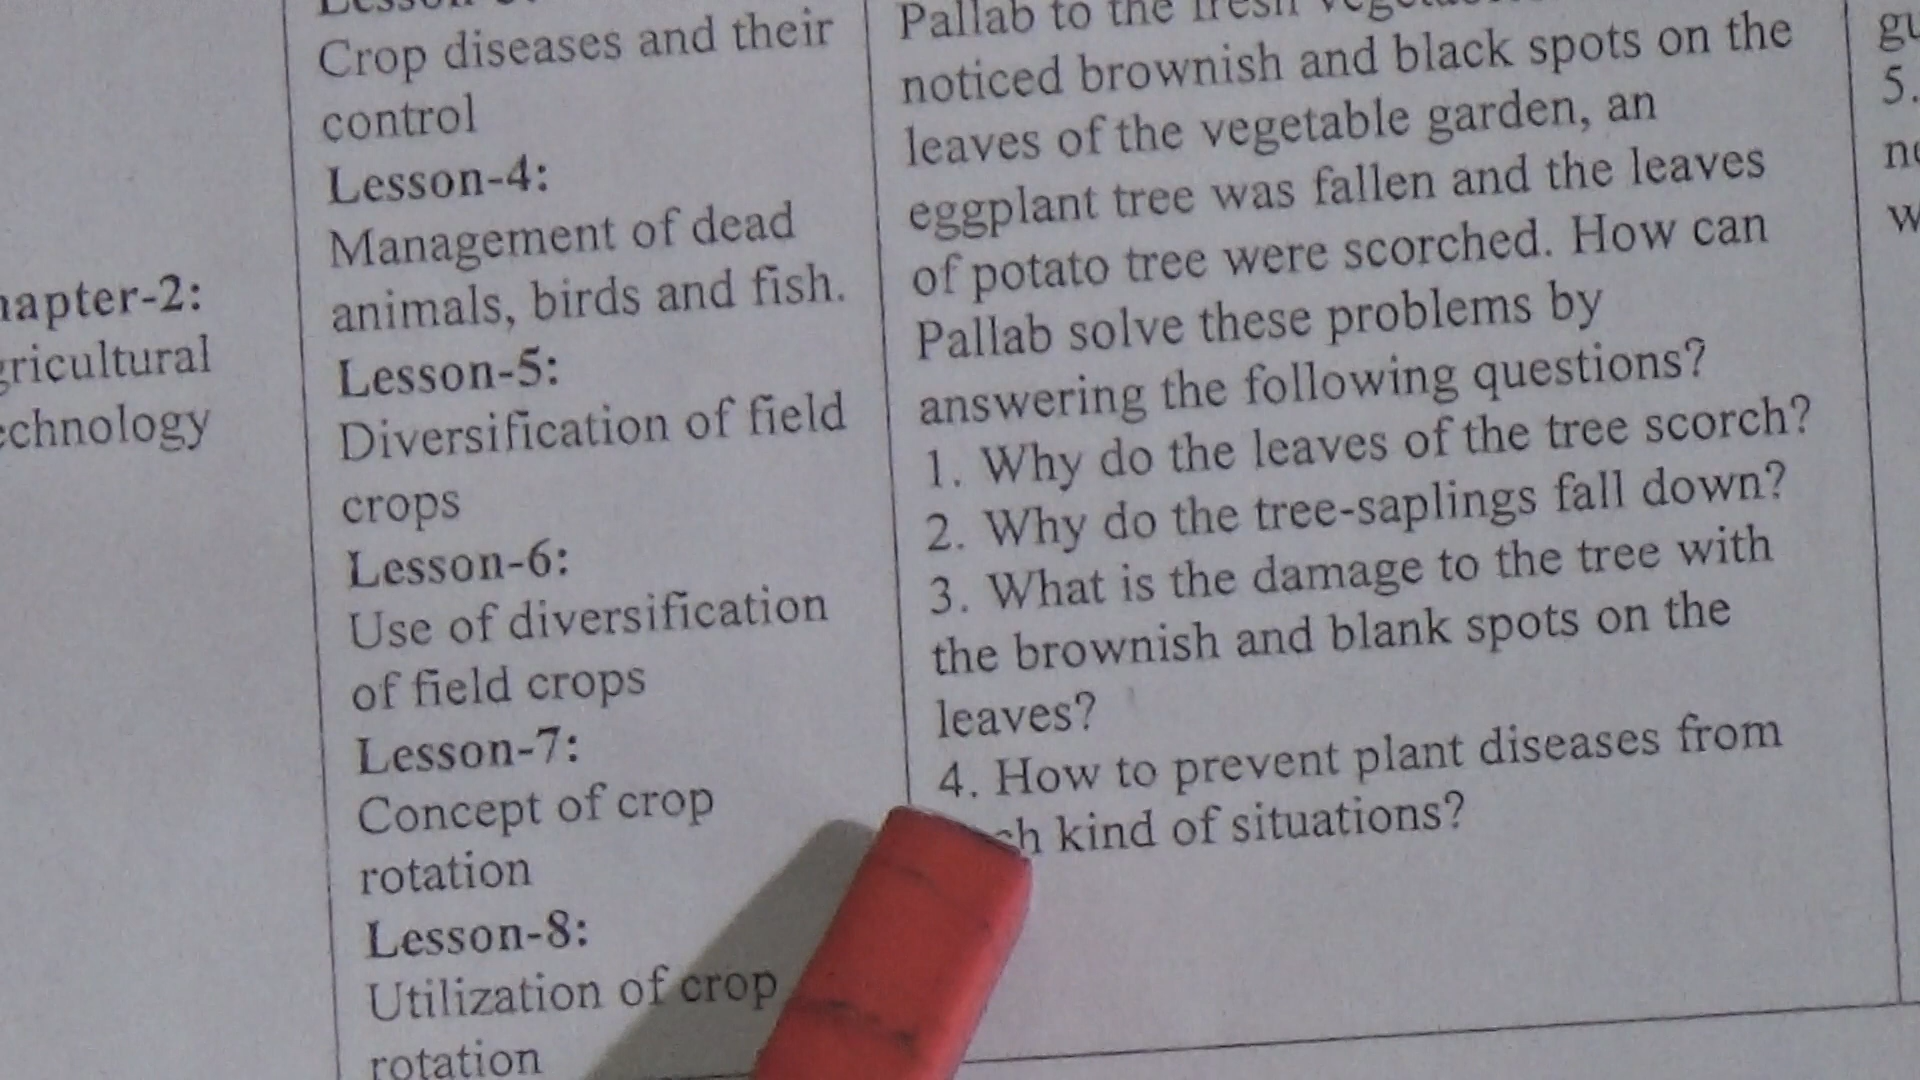 Crop diseases and their
control
Lesson-4:
Management of dead
animals, birds and fish.
Lesson-5:
Diversification of field
crops
Lesson-6:
Use of diversification
of field crops
Lesson-7:
Concept of crop
rotation
Lesson-8:
Utilization of crop
rotation
Pallab to the fresh
noticed brownish and black spots on the
leaves of the vegetable garden, an
eggplant tree was fallen and the leaves
of potato tree were scorched. How can
Pallab solve these problems by
answering the following questions?
1. Why do the leaves of the tree scorch?
2. Why do the tree-saplings fall down?
3. What is the damage to the tree with
the brownish and blank spots on the
leaves?
4. How to prevent plant diseases from
kind of situations?
5.